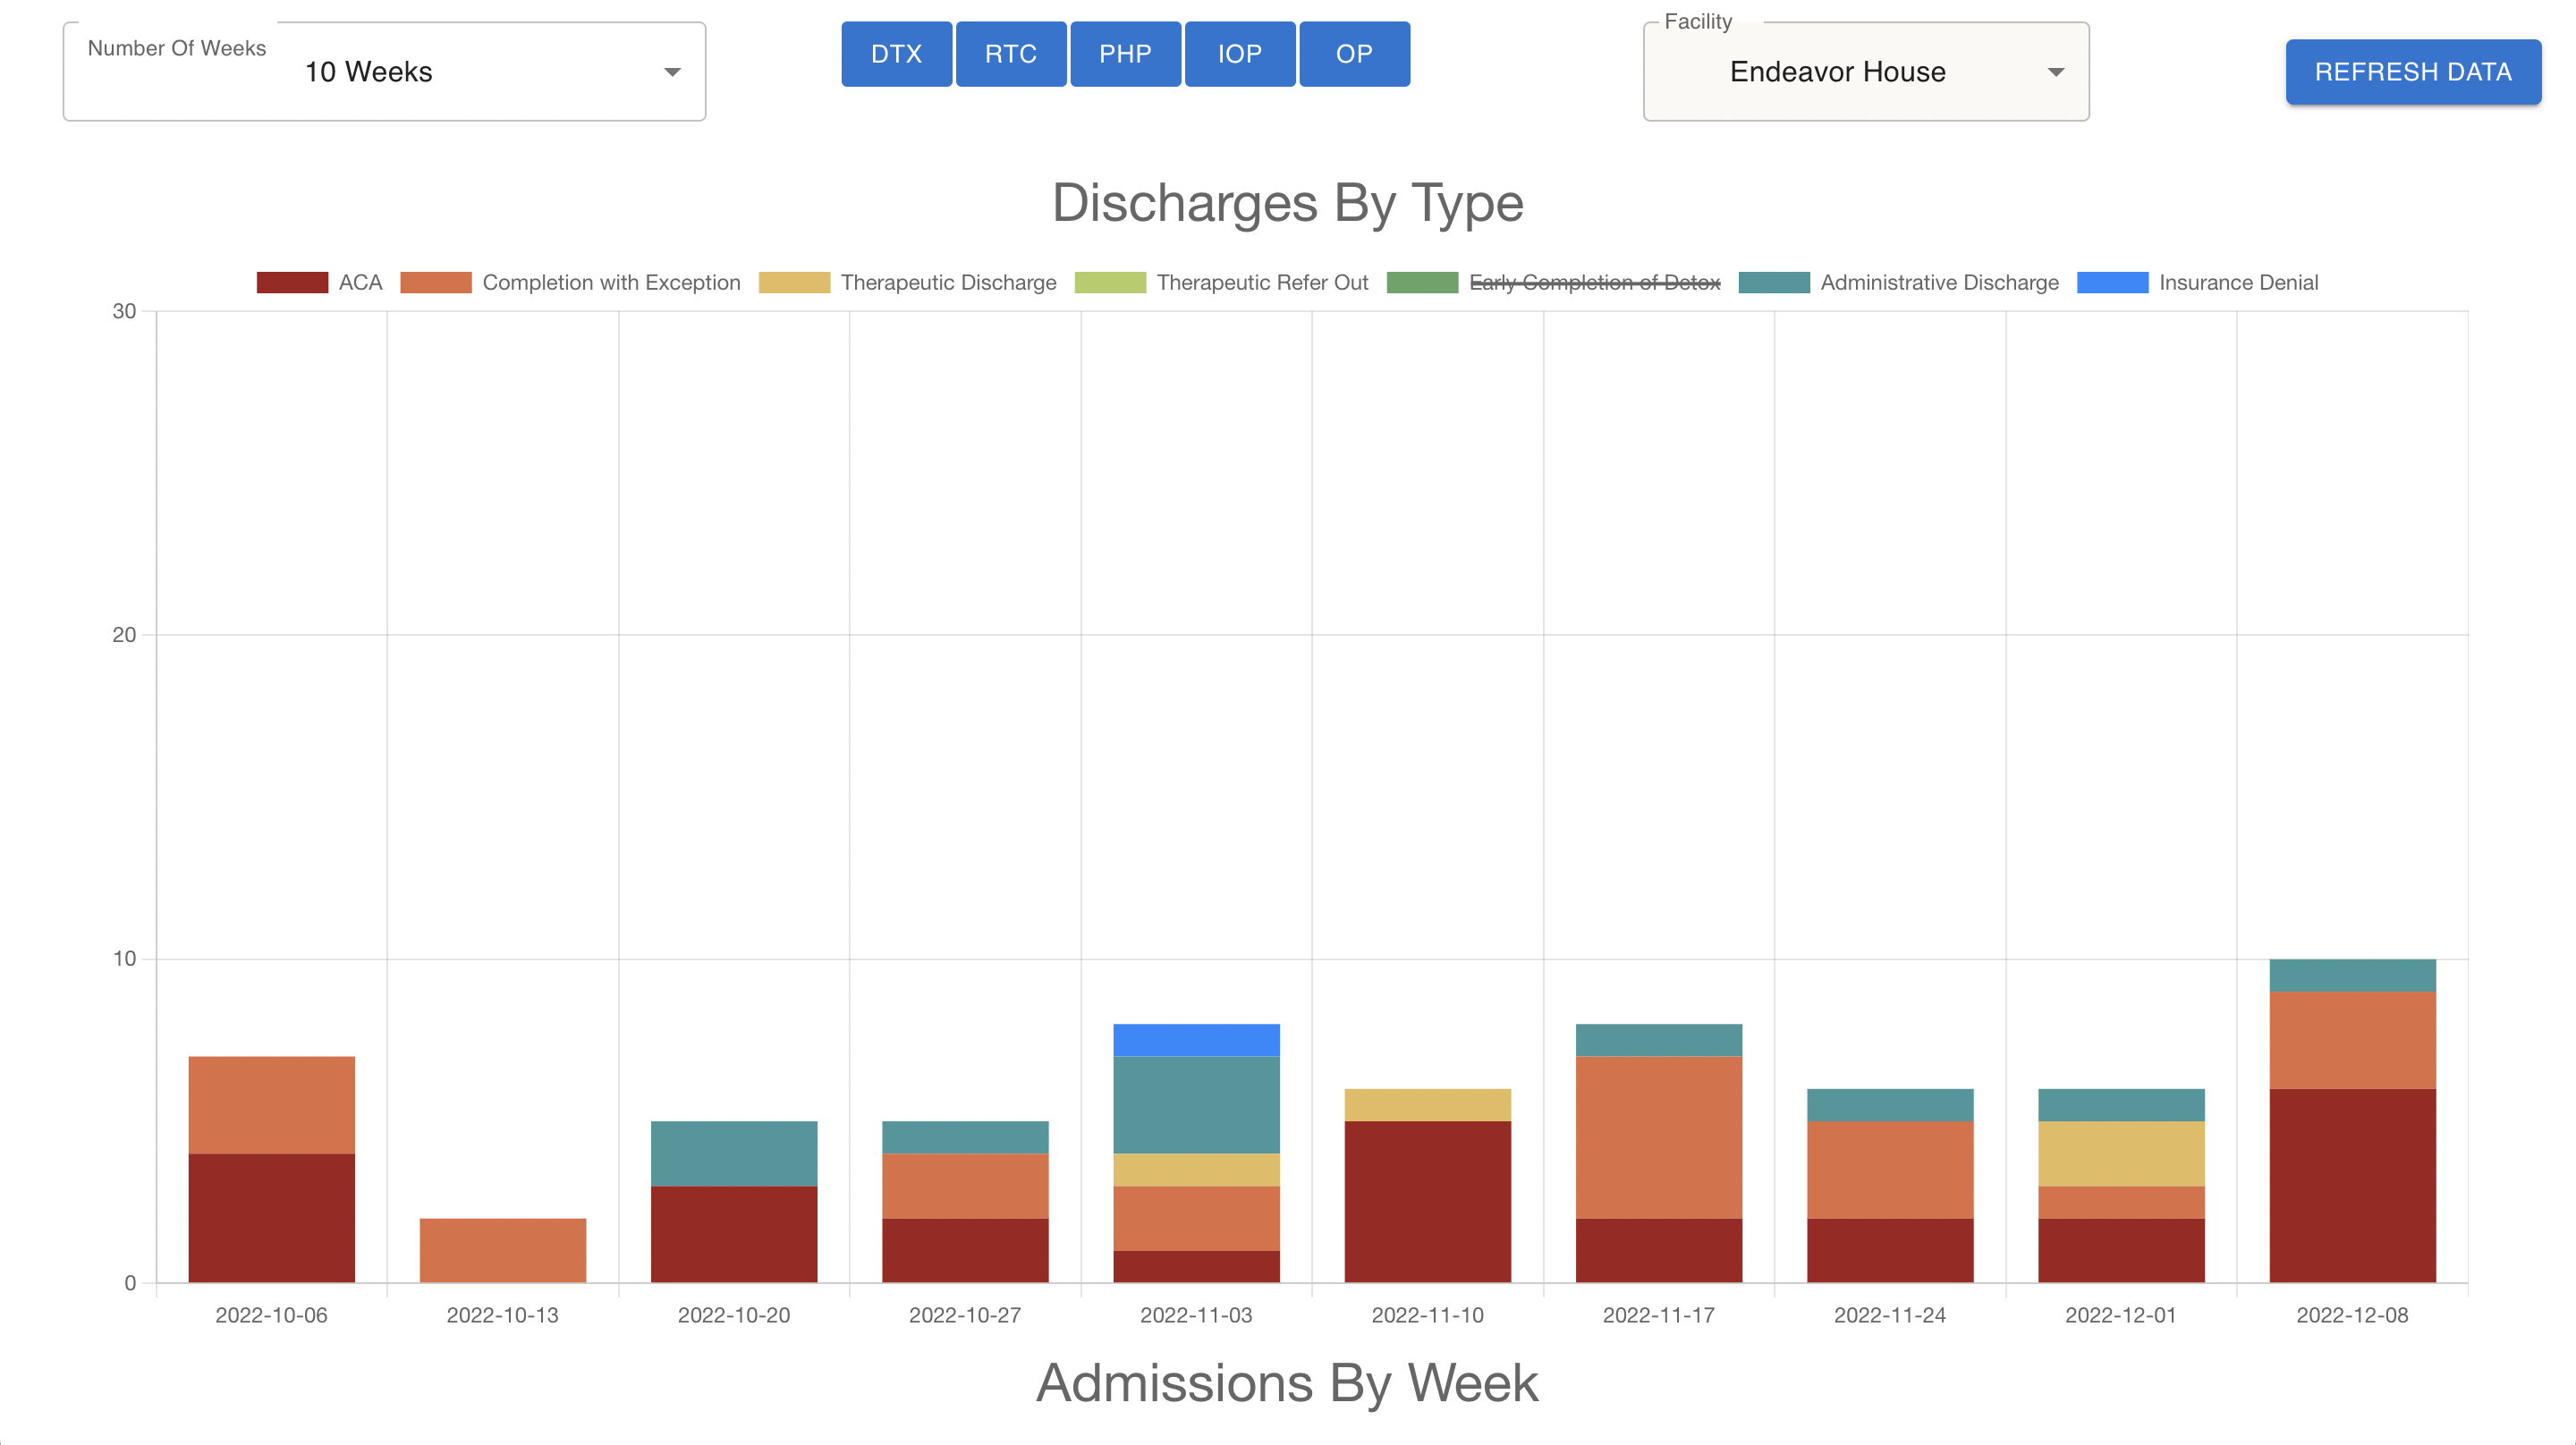 Number Of Weeks
10 Weeks
DTX RTC PHP IOP OP
Facility
Endeavor House
REFRESH DATA
Discharges By Type
ACA Completion with Exception Therapeutic Discharge Therapeutic Refer Out Early Completion of Detox Administrative Discharge Insurance Denial
30
20
10
0
2022-10-06 2022-10-13 2022-10-20 2022-10-27 2022-11-03 2022-11-10 2022-11-17 2022-11-24 2022-12-01 2022-12-08
Admissions By Week